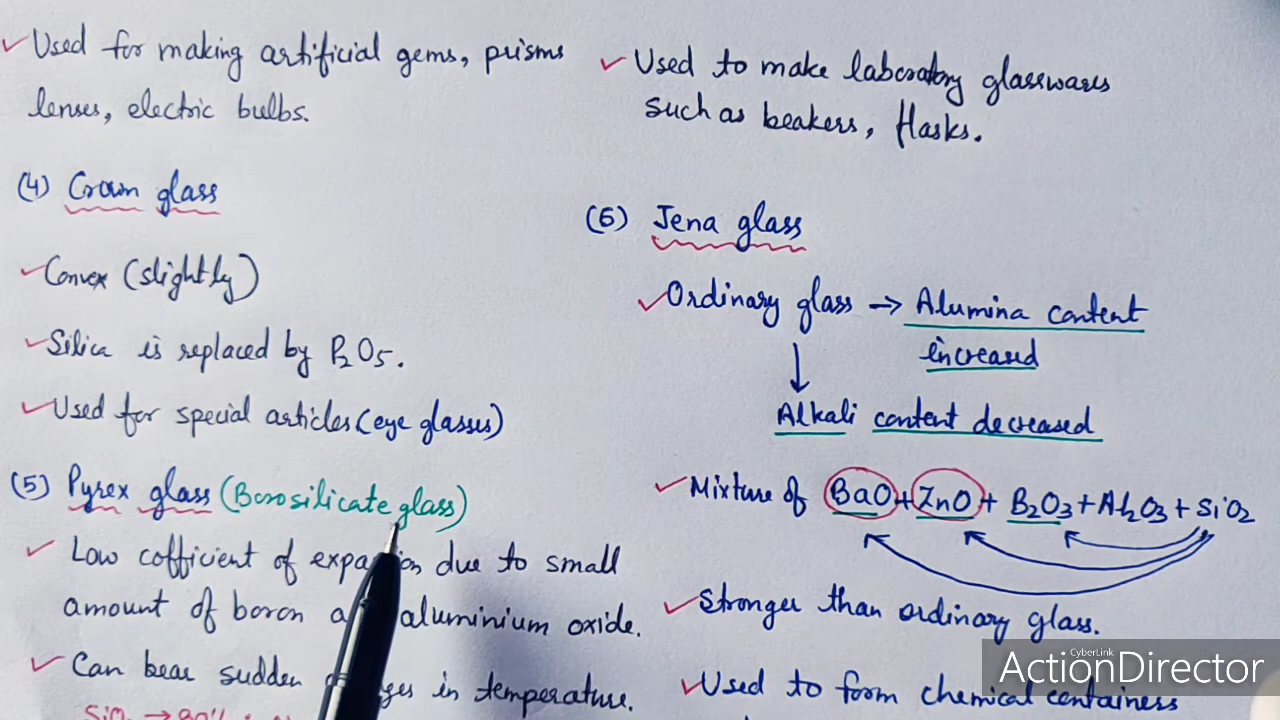 ✓ Used for making artificial gems, prisms
lenses, electric bulbs.
(4) Crown glass
✓ Convex (slightly)
✓ Silica is replaced by P2O5.
✓ Used for special articles (eye glasses)
(5) Pyrex glass (Borosilicate glass)
✓ Low cofficient of due to small
amount of boron aluminium oxide.
✓ Can bear sudden in temperature.
✓ Used to make laboratory glasswares
such as beakers, flasks.
(6) Jena glass
✓ Ordinary glass → Alumina content
increased
↓
Alkali content decreased
✓ Mixture of BaO + ZnO + B2O3 + Al2O3 + SiO2
✓ Stronger than ordinary glass.
✓ Used to form chemical containess
CyberLink
ActionDirector